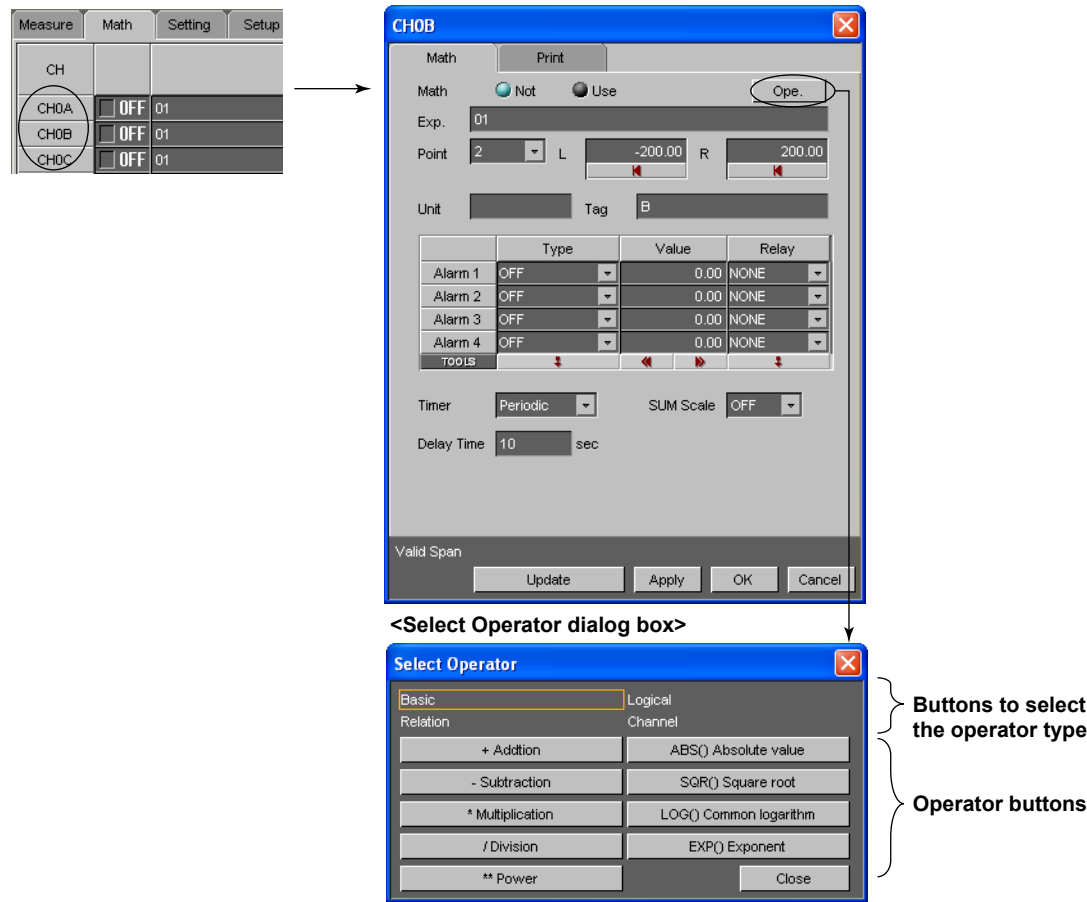 Measure Math Setting Setup
CH
CH0A OFF 01
CH0B OFF 01
CH0C OFF 01
CH0B
Math Print
Math Not Use Ope.
Exp. 01
Point 2 L -200.00 R 200.00
Unit Tag B
Type Value Relay
Alarm 1 OFF 0.00 NONE
Alarm 2 OFF 0.00 NONE
Alarm 3 OFF 0.00 NONE
Alarm 4 OFF 0.00 NONE
TOOLS
Timer Periodic SUM Scale OFF
Delay Time 10 sec
Valid Span
Update Apply OK Cancel
<Select Operator dialog box>
Select Operator
Basic Logical
Relation Channel
Buttons to select
the operator type
+ Addtion ABS() Absolute value
- Subtraction SQR() Square root
* Multiplication LOG() Common logarithm
/ Division EXP() Exponent
** Power Close
Operator buttons